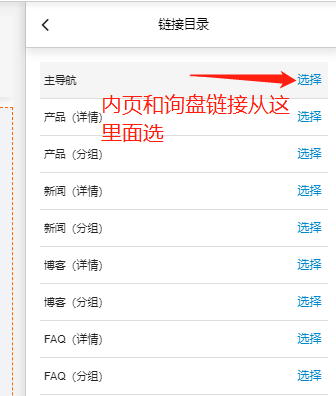 链接目录
主导航 选择
内页和询盘链接从这
里面选
产品（详情） 选择
产品（分组） 选择
新闻（详情） 选择
新闻（分组） 选择
博客（详情） 选择
博客（分组） 选择
FAQ（详情） 选择
FAQ（分组） 选择